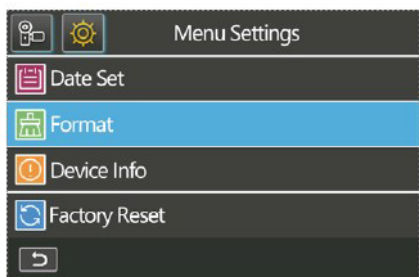 Menu Settings
Date Set
Format
Device Info
Factory Reset